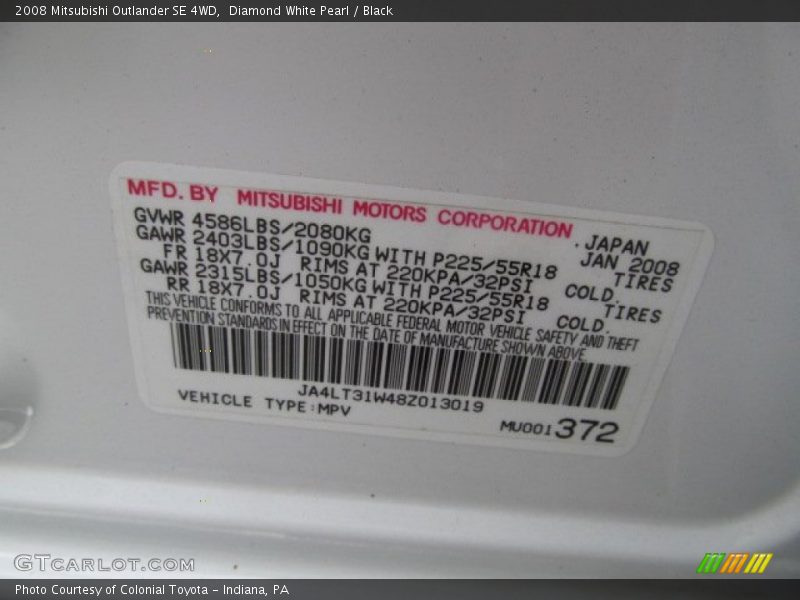 2008 Mitsubishi Outlander SE 4WD,  Diamond White Pearl / Black
MFD. BY MITSUBISHI MOTORS CORPORATION, JAPAN
GVWR 4586LBS/2080KG JAN 2008
GAWR 2403LBS/1090KG WITH P225/55R18 TIRES
FR 18X7.0J RIMS AT 220KPA/32PSI COLD.
GAWR 2315LBS/1050KG WITH P225/55R18 TIRES
RR 18X7.0J RIMS AT 220KPA/32PSI COLD.
THIS VEHICLE CONFORMS TO ALL APPLICABLE FEDERAL MOTOR VEHICLE SAFETY AND THEFT
PREVENTION STANDARDS IN EFFECT ON THE DATE OF MANUFACTURE SHOWN ABOVE.
JA4LT31W48Z013019
VEHICLE TYPE:MPV
MU001372
GTCARLOT.COM
Photo Courtesy of Colonial Toyota - Indiana, PA